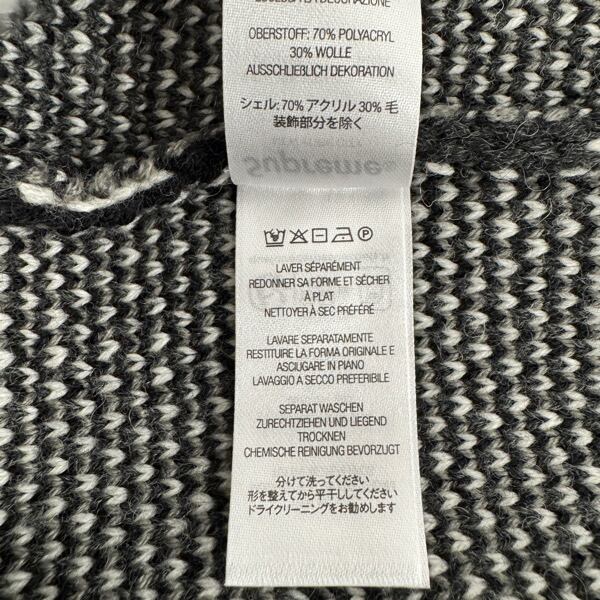 OBERSTOFF: 70% POLYACRYL
30% WOLLE
AUSSCHLIEßLICH DEKORATION
シェル: 70% アクリル 30% 毛
装飾部分を除く
Supreme
LAVER SÉPARÉMENT
REDONNER SA FORME ET SÉCHER
À PLAT
NETTOYER À SEC PRÉFÉRÉ
LAVARE SEPARATAMENTE
RESTITUIRE LA FORMA ORIGINALE E
ASCIUGARE IN PIANO
LAVAGGIO A SECCO PREFERIBILE
SEPARAT WASCHEN
ZURECHTZIEHEN UND LIEGEND
TROCKNEN
CHEMISCHE REINIGUNG BEVORZUGT
分けて洗ってください
形を整えてから平干ししてください
ドライクリーニングをお勧めします